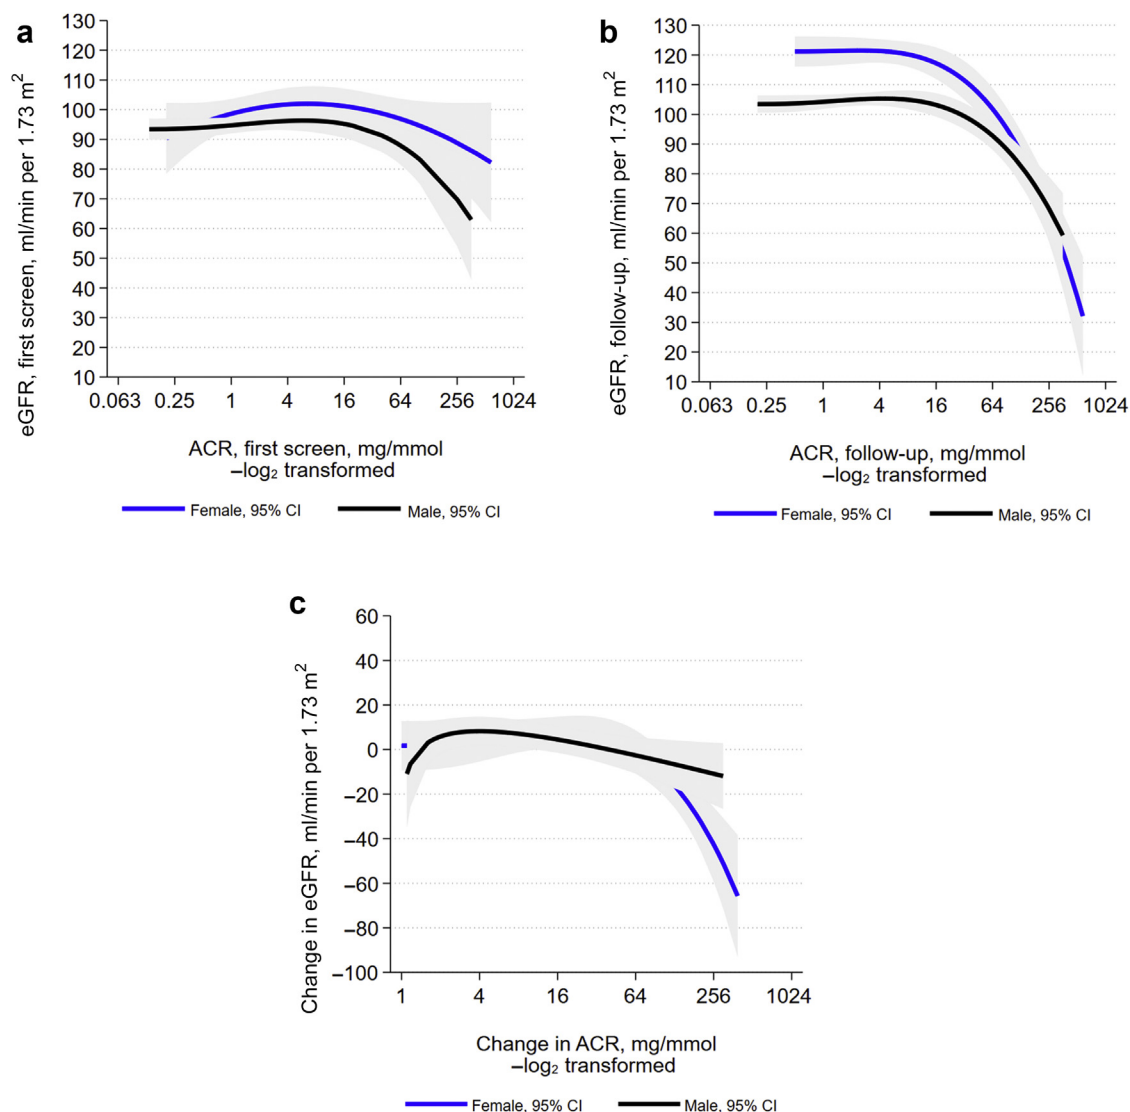 a
130
120
110
100
90
80
70
60
50
40
30
20
10
eGFR, first screen, ml/min per 1.73 m²
0.063 0.25 1 4 16 64 256 1024
ACR, first screen, mg/mmol
–log₂ transformed
Female, 95% CI Male, 95% CI
b
130
120
110
100
90
80
70
60
50
40
30
20
10
eGFR, follow-up, ml/min per 1.73 m²
0.063 0.25 1 4 16 64 256 1024
ACR, follow-up, mg/mmol
–log₂ transformed
Female, 95% CI Male, 95% CI
c
60
40
20
0
–20
–40
–60
–80
–100
Change in eGFR, ml/min per 1.73 m²
1 4 16 64 256 1024
Change in ACR, mg/mmol
–log₂ transformed
Female, 95% CI Male, 95% CI